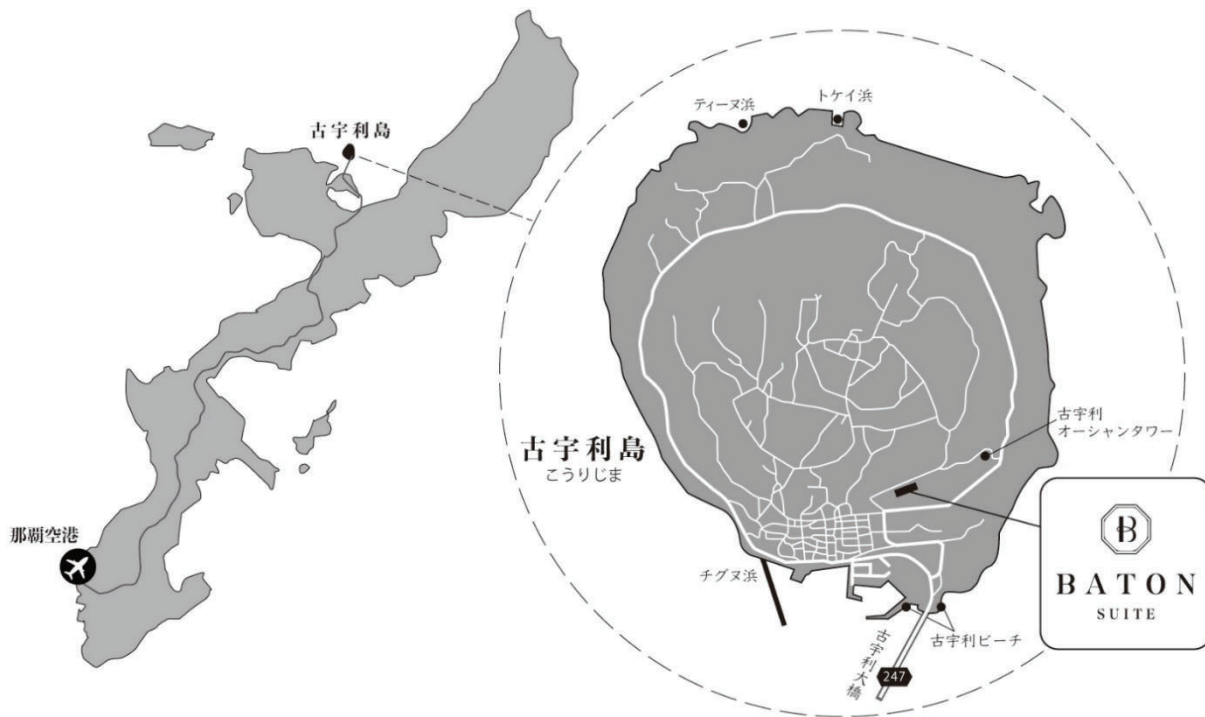 古宇利島
那覇空港
ティーヌ浜
トケイ浜
古宇利島
こうりじま
古宇利
オーシャンタワー
チグヌ浜
古宇利ビーチ
古宇利大橋
247
B
BATON
SUITE